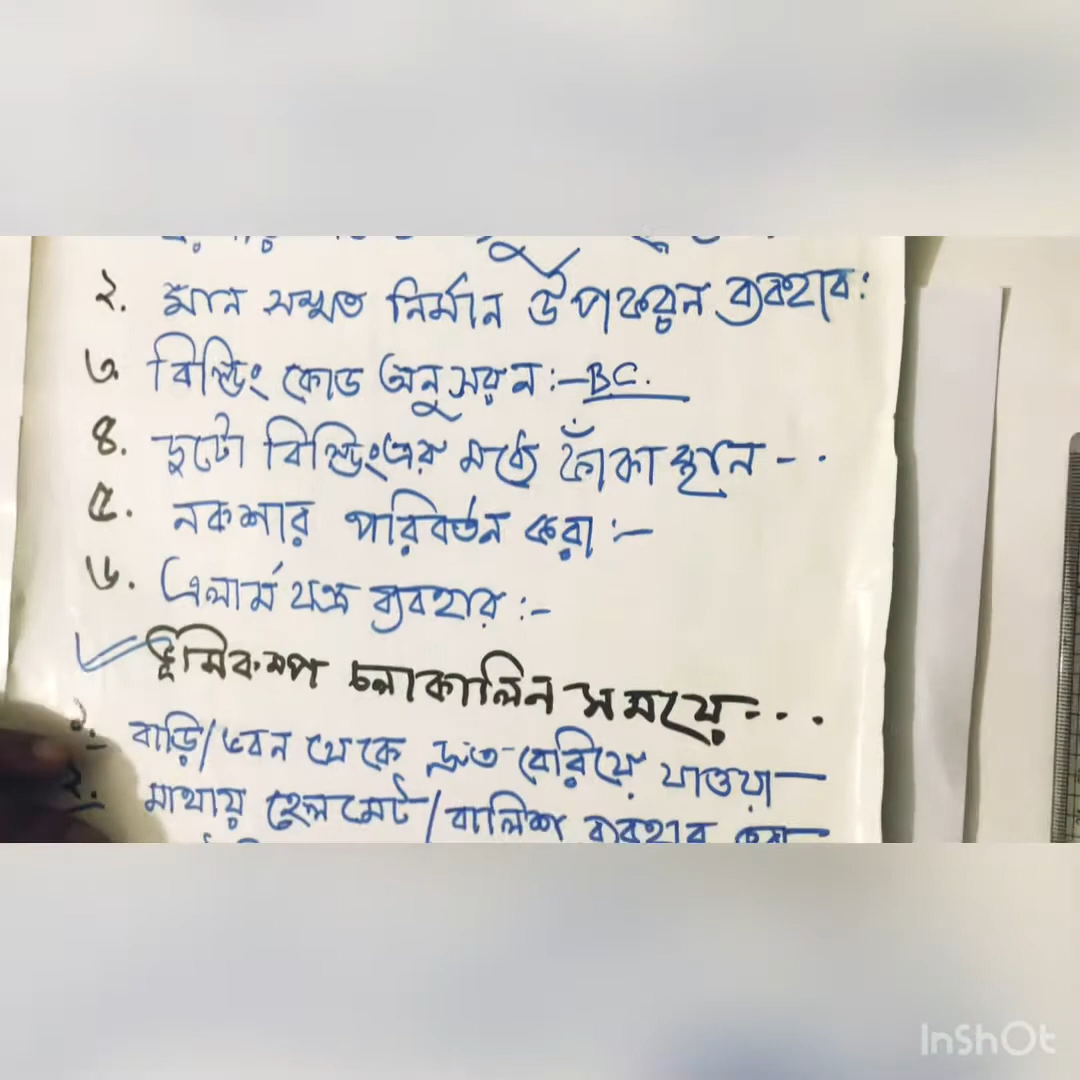 ২. মান সম্মত নির্মান উপকরন ব্যবহার:
৩. বিল্ডিং কোড অনুসরন:- BC.
৪. দুটো বিল্ডিংএর মধ্যে ফাঁকা স্থান -.
৫. নকশার পরিবর্তন করা :-
৬. এলার্ম যন্ত্র ব্যবহার :-
ভূমিকম্প চলাকালিন সময়ে...
১. বাড়ি/ভবন থেকে দ্রুত বেরিয়ে যাওয়া—
২. মাথায় হেলমেট/বালিশ ব্যবহার করা
InShOt